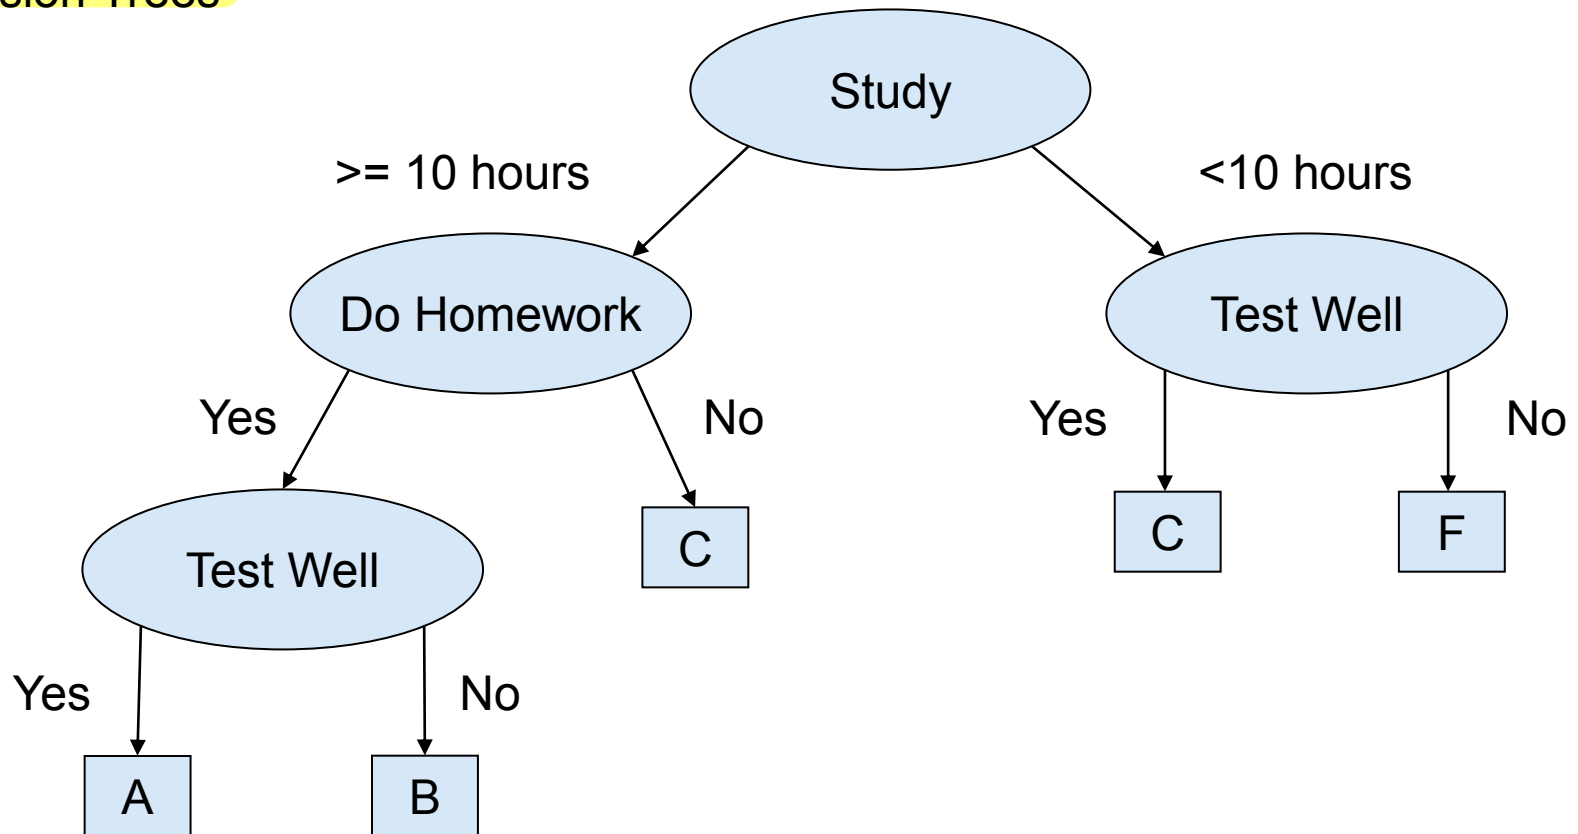 Study
>= 10 hours
<10 hours
Do Homework
Test Well
Yes
No
Yes
No
Test Well
C
C
F
Yes
No
A
B